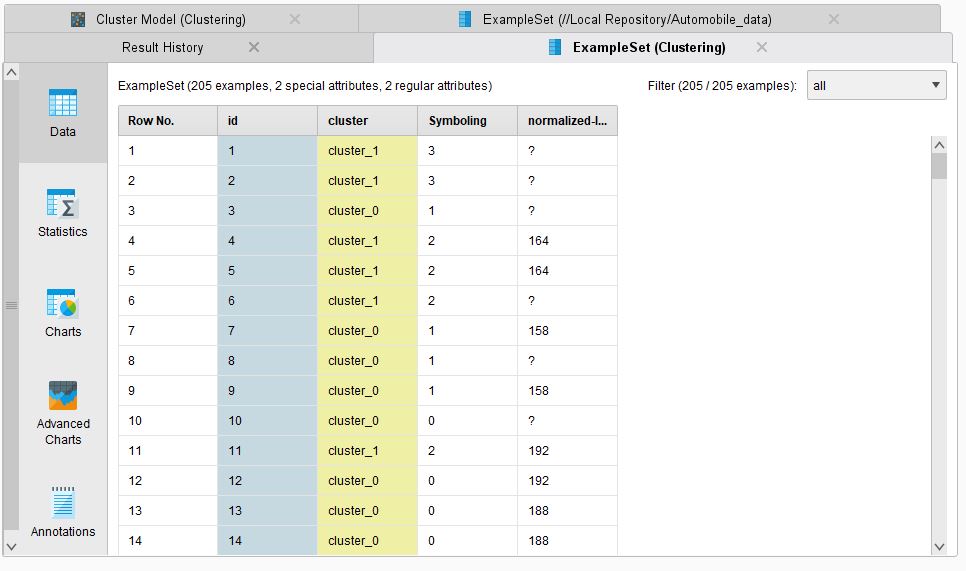 Cluster Model (Clustering) ExampleSet (//Local Repository/Automobile_data)
Result History ExampleSet (Clustering)
Data
Statistics
Charts
Advanced
Charts
Annotations
ExampleSet (205 examples, 2 special attributes, 2 regular attributes) Filter (205 / 205 examples): all
Row No. id cluster Symboling normalized-l...
1 1 cluster_1 3 ?
2 2 cluster_1 3 ?
3 3 cluster_0 1 ?
4 4 cluster_1 2 164
5 5 cluster_1 2 164
6 6 cluster_1 2 ?
7 7 cluster_0 1 158
8 8 cluster_0 1 ?
9 9 cluster_0 1 158
10 10 cluster_0 0 ?
11 11 cluster_1 2 192
12 12 cluster_0 0 192
13 13 cluster_0 0 188
14 14 cluster_0 0 188